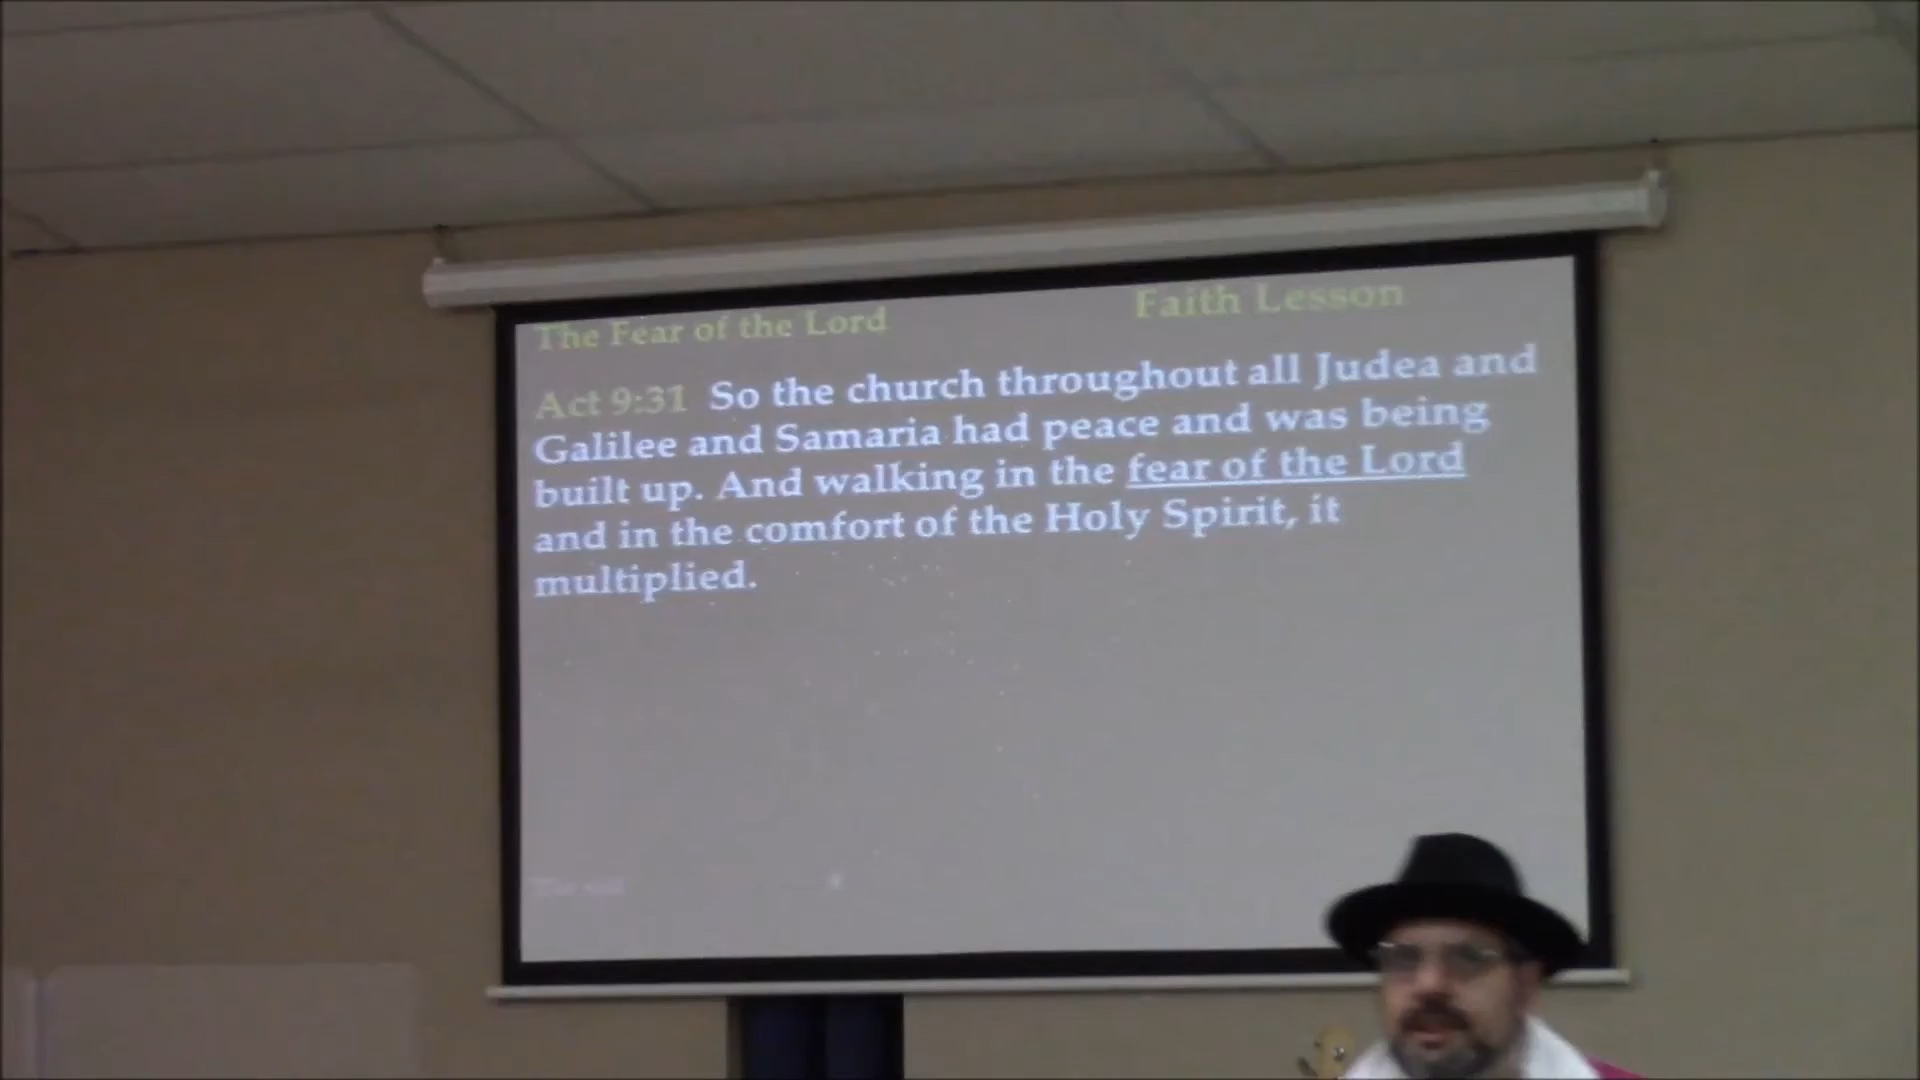 The Fear of the Lord
Faith Lesson
Act 9:31 So the church throughout all Judea and
Galilee and Samaria had peace and was being
built up. And walking in the fear of the Lord
and in the comfort of the Holy Spirit, it
multiplied.